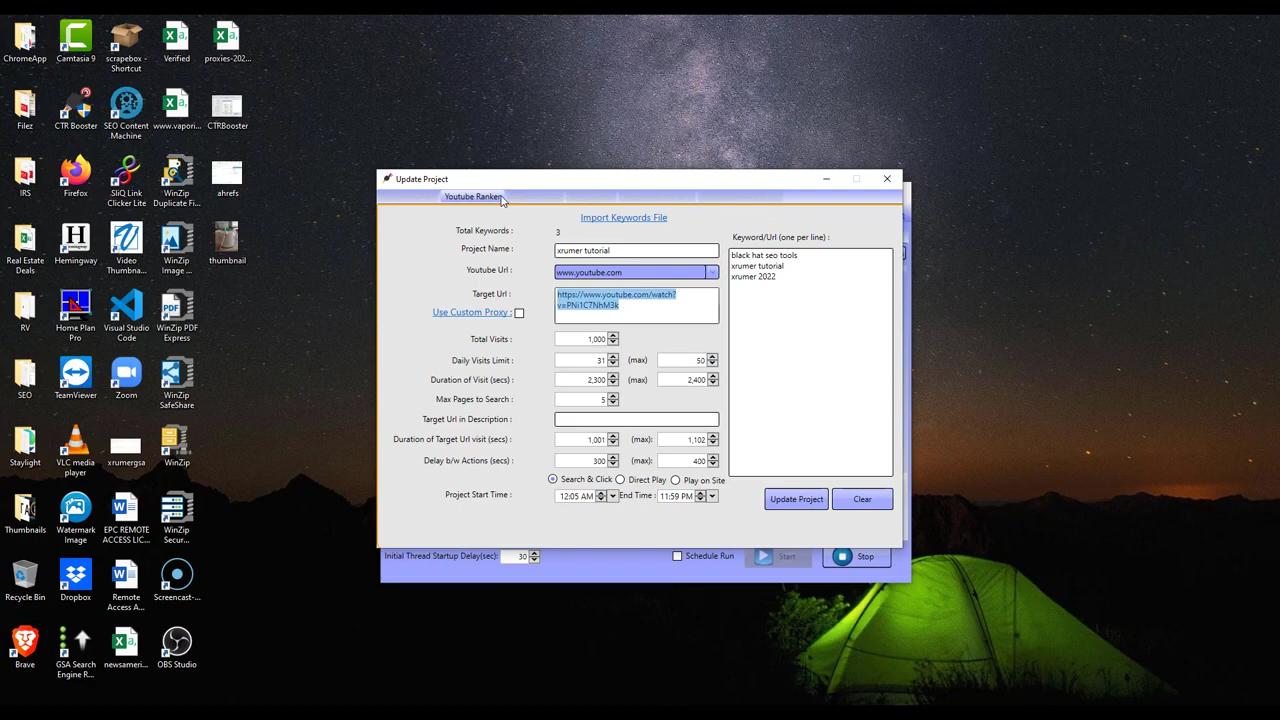 ChromeApp
Camtasia 9
scrapebox - Shortcut
Verified
proxies-202...
Filez
CTR Booster
SEO Content Machine
www.vapori...
CTRBooster
IRS
Firefox
SliQ Link Clicker Lite
WinZip Duplicate Fi...
ahrefs
Real Estate Deals
Hemingway
Video Thumbna...
WinZip Image ...
thumbnail
RV
Home Plan Pro
Visual Studio Code
WinZip PDF Express
SEO
TeamViewer
Zoom
WinZip SafeShare
Staylight
VLC media player
xrumergsa
WinZip
Thumbnails
Watermark Image
EPC REMOTE ACCESS LIC...
WinZip Secur...
Recycle Bin
Dropbox
Remote Access A...
Screencast-...
Brave
GSA Search Engine R...
newsameri...
OBS Studio
Update Project
Youtube Ranker
Import Keywords File
Total Keywords : 3
Project Name : xrumer tutorial
Youtube Url : www.youtube.com
Target Url : https://www.youtube.com/watch?
v=PNi1C7NhM3k
Use Custom Proxy :
Total Visits : 1,000
Daily Visits Limit : 31 (max) 50
Duration of Visit (secs) : 2,300 (max) 2,400
Max Pages to Search : 5
Target Url in Description :
Duration of Target Url visit (secs) : 1,001 (max): 1,102
Delay b/w Actions (secs) : 300 (max): 400
Search & Click Direct Play Play on Site
Project Start Time : 12:05 AM End Time : 11:59 PM
Keyword/Url (one per line) :
black hat seo tools
xrumer tutorial
xrumer 2022
Update Project Clear
Initial Thread Startup Delay(sec): 30 Schedule Run Start Stop